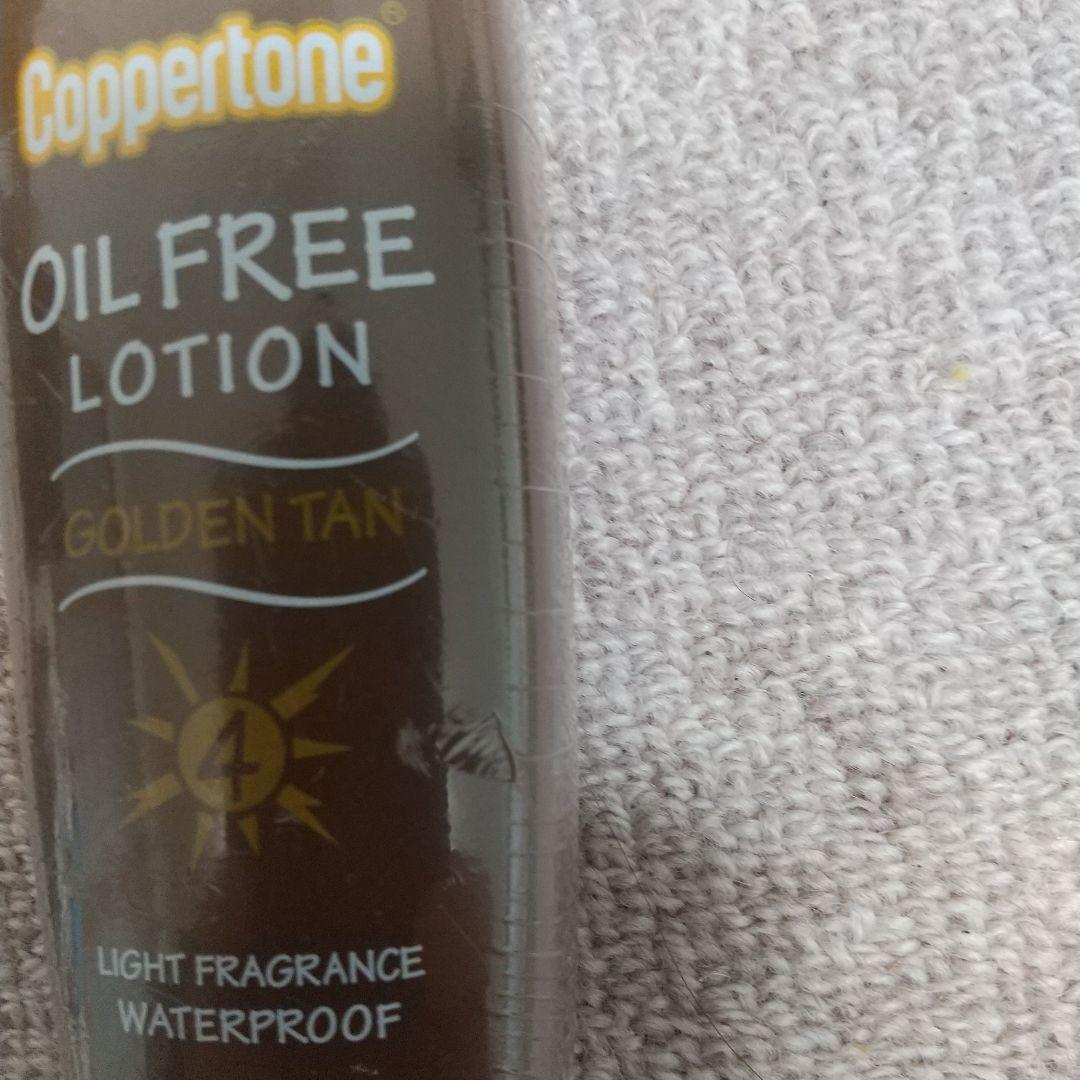 Coppertone®
OIL FREE
LOTION
GOLDEN TAN
4
LIGHT FRAGRANCE
WATERPROOF